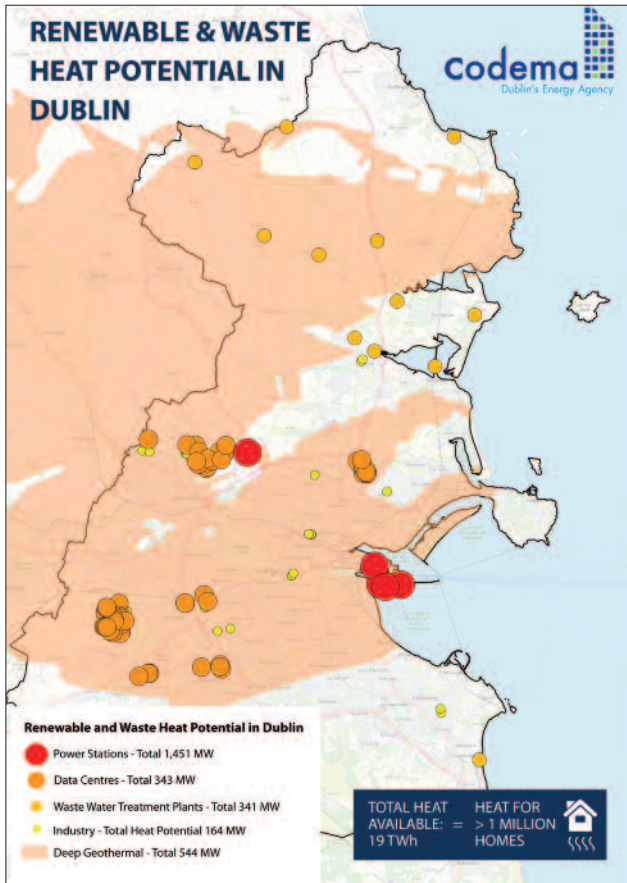 RENEWABLE & WASTE
HEAT POTENTIAL IN
DUBLIN
codema
Dublin's Energy Agency
Renewable and Waste Heat Potential in Dublin
Power Stations - Total 1,451 MW
Data Centres - Total 343 MW
Waste Water Treatment Plants - Total 341 MW
Industry - Total Heat Potential 164 MW
Deep Geothermal - Total 544 MW
TOTAL HEAT
AVAILABLE:
19 TWh
=
HEAT FOR
> 1 MILLION
HOMES